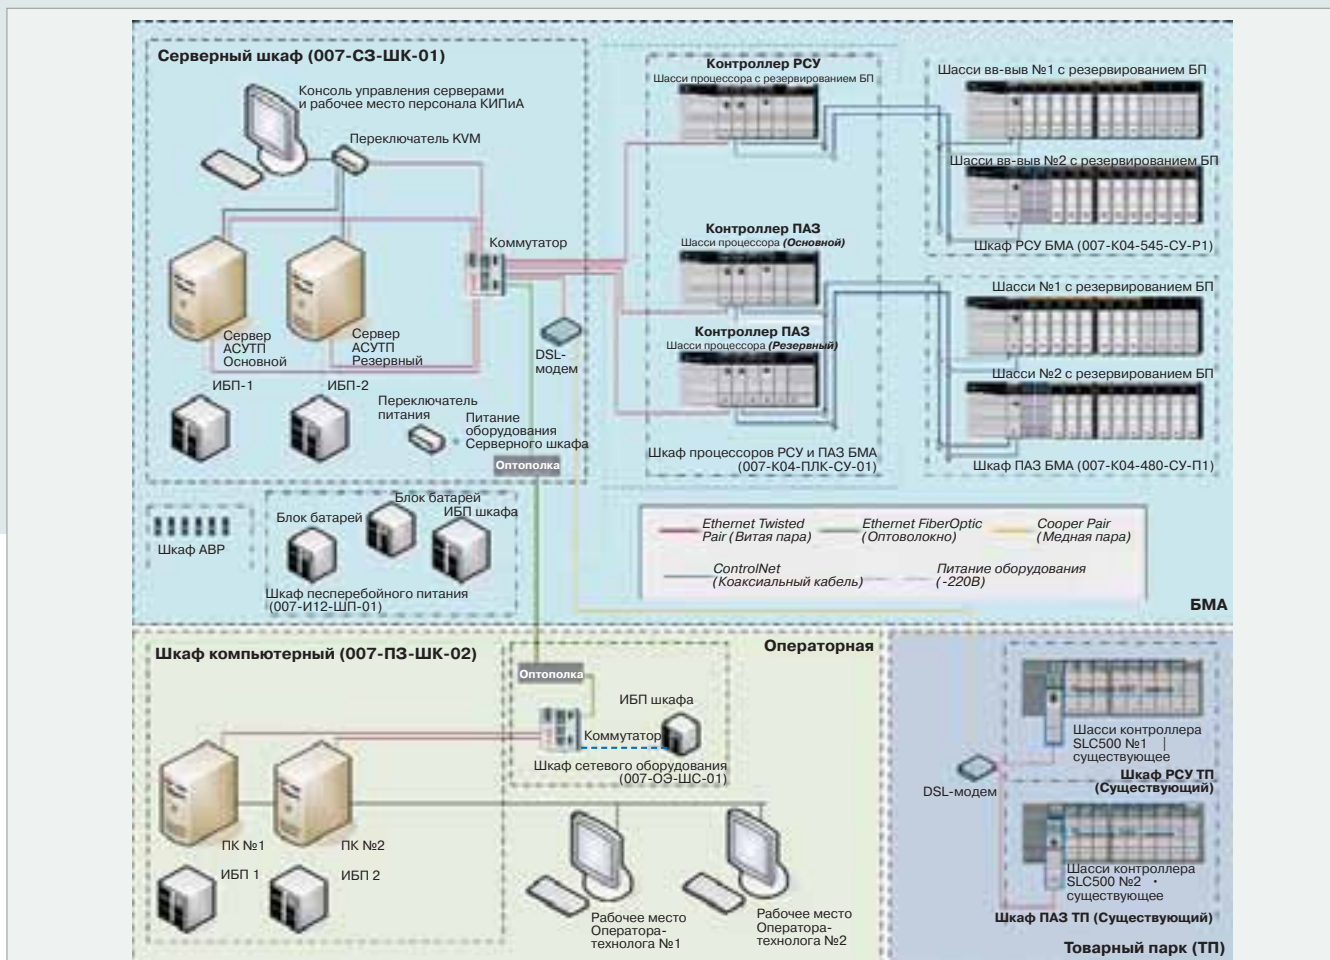 Серверный шкаф (007-СЗ-ШК-01)
Консоль управления серверами
и рабочее место персонала КИПиА
Переключатель KVM
Коммутатор
Сервер
АСУТП
Основной
Сервер
АСУТП
Резервный
DSL-
модем
ИБП-1
ИБП-2
Переключатель
питания
Питание
оборудования
Серверного шкафа
Оптополка
Контроллер РСУ
Шасси процессора с резервированием БП
Контроллер ПАЗ
Шасси процессора (Основной)
Контроллер ПАЗ
Шасси процессора (Резервный)
Шкаф процессоров РСУ и ПАЗ БМА
(007-К04-ПЛК-СУ-01)
Шасси вв-выв №1 с резервированием БП
Шасси вв-выв №2 с резервированием БП
Шкаф РСУ БМА (007-К04-545-СУ-Р1)
Шасси №1 с резервированием БП
Шасси №2 с резервированием БП
Шкаф ПАЗ БМА (007-К04-480-СУ-П1)
Шкаф АВР
Блок батарей
Блок батарей
ИБП шкафа
Шкаф песперебойного питания
(007-И12-ШП-01)
Ethernet Twisted
Pair (Витая пара)
Ethernet FiberOptic
(Оптоволокно)
Cooper Pair
(Медная пара)
ControlNet
(Коаксиальный кабель)
Питание оборудования
(-220В)
БМА
Шкаф компьютерный (007-ПЗ-ШК-02)
Операторная
Оптополка
ИБП шкафа
Коммутатор
Шкаф сетевого оборудования
(007-ОЭ-ШС-01)
ПК №1
ПК №2
ИБП 1
ИБП 2
Рабочее место
Оператора-
технолога №1
Рабочее место
Оператора-
технолога №2
DSL-модем
Шасси контроллера
SLC500 №1
существующее
Шкаф РСУ ТП
(Существующий)
Шасси контроллера
SLC500 №2
существующее
Шкаф ПАЗ ТП (Существующий)
Товарный парк (ТП)